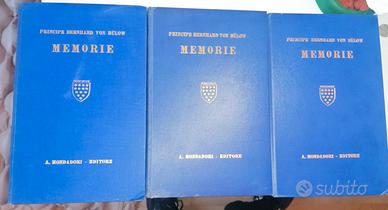 PRINCIPE BERNHARD VON BÜLOW
MEMORIE
A. MONDADORI - EDITORE
PRINCIPE BERNHARD VON BÜLOW
MEMORIE
A. MONDADORI - EDITORE
PRINCIPE BERNHARD VON BÜLOW
MEMORIE
A. MONDADORI - EDITORE
subito